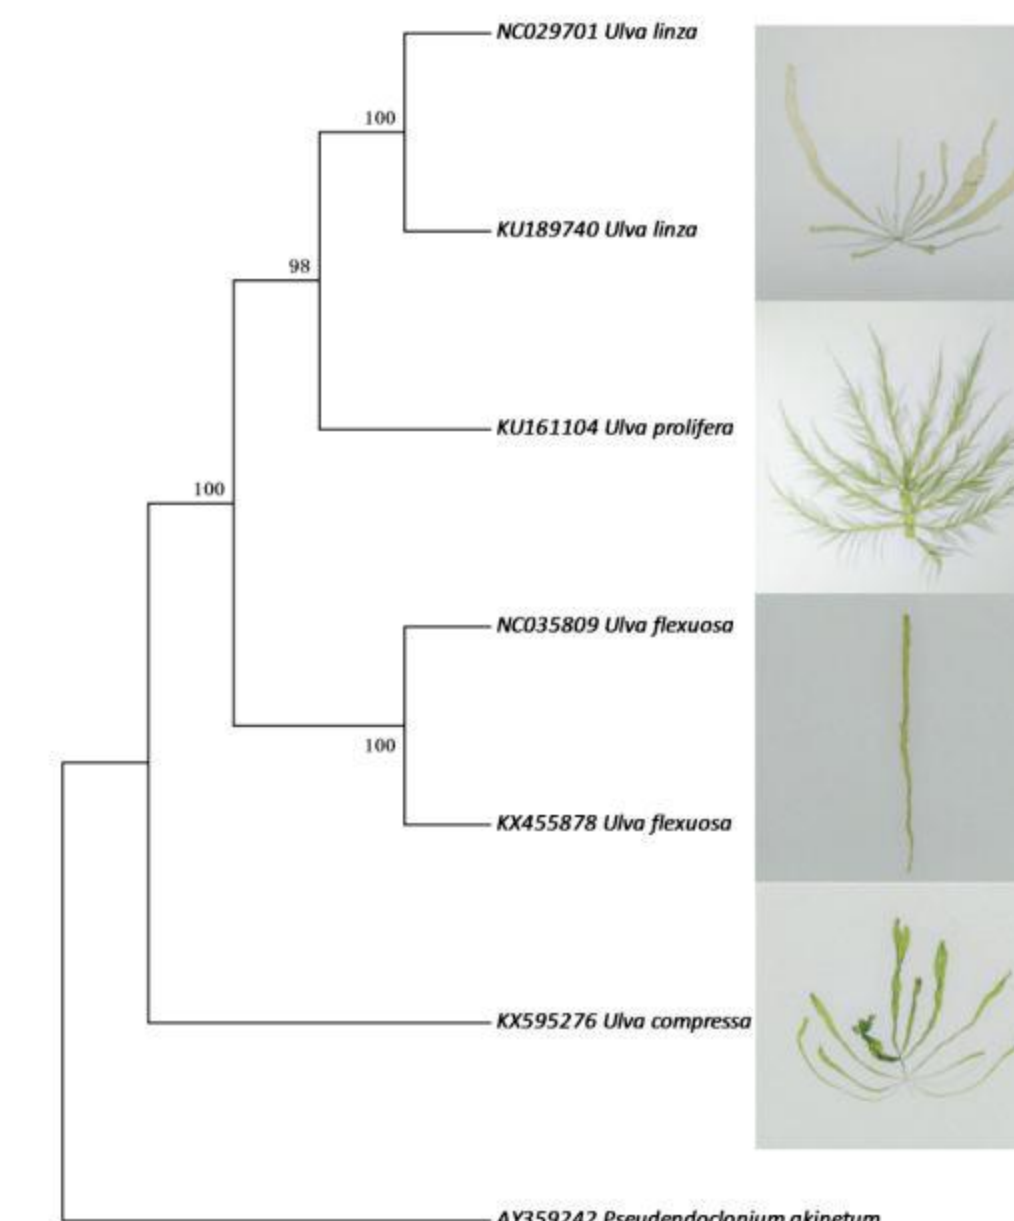 NC029701 Ulva linza
100
KU189740 Ulva linza
98
KU161104 Ulva prolifera
100
NC035809 Ulva flexuosa
100
KX455878 Ulva flexuosa
KX595276 Ulva compressa
AY359242 Pseudendoclonium akinetum